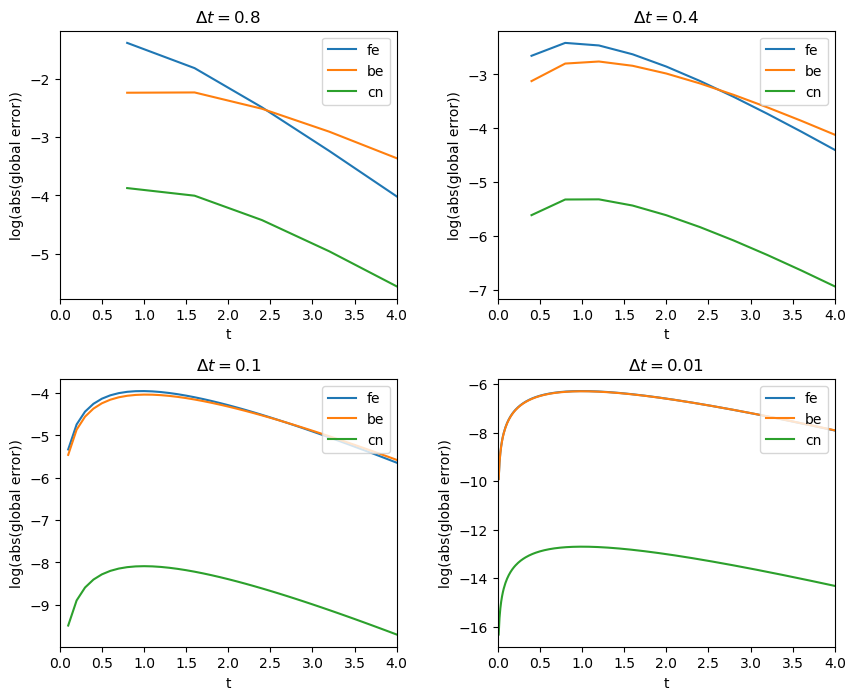 Δt = 0.8
fe
be
cn
log(abs(global error))
−2
−3
−4
−5
0.0 0.5 1.0 1.5 2.0 2.5 3.0 3.5 4.0
t
Δt = 0.4
fe
be
cn
log(abs(global error))
−3
−4
−5
−6
−7
0.0 0.5 1.0 1.5 2.0 2.5 3.0 3.5 4.0
t
Δt = 0.1
fe
be
cn
log(abs(global error))
−4
−5
−6
−7
−8
−9
0.0 0.5 1.0 1.5 2.0 2.5 3.0 3.5 4.0
t
Δt = 0.01
fe
be
cn
log(abs(global error))
−6
−8
−10
−12
−14
−16
0.0 0.5 1.0 1.5 2.0 2.5 3.0 3.5 4.0
t